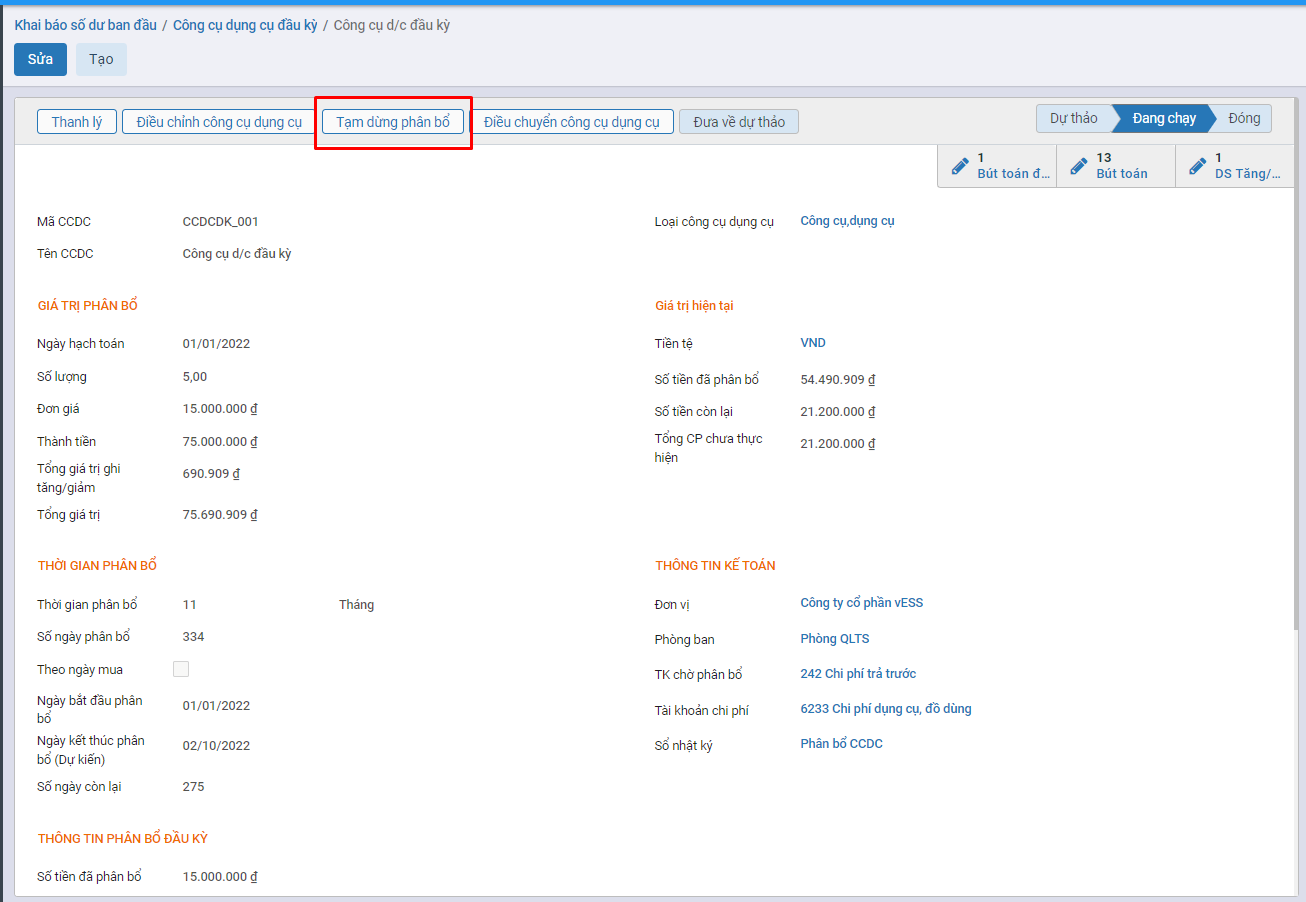 Khai báo số dư ban đầu / Công cụ dụng cụ đầu kỳ / Công cụ d/c đầu kỳ
Sửa Tạo
Thanh lý Điều chỉnh công cụ dụng cụ Tạm dừng phân bổ Điều chuyển công cụ dụng cụ Đưa về dự thảo Dự thảo Đang chạy Đóng
1 13 1
Bút toán đ... Bút toán DS Tăng/...
Mã CCDC CCDCDK_001 Loại công cụ dụng cụ Công cụ,dụng cụ
Tên CCDC Công cụ d/c đầu kỳ
GIÁ TRỊ PHÂN BỔ Giá trị hiện tại
Ngày hạch toán 01/01/2022 Tiền tệ VND
Số lượng 5,00 Số tiền đã phân bổ 54.490.909 ₫
Đơn giá 15.000.000 ₫ Số tiền còn lại 21.200.000 ₫
Thành tiền 75.000.000 ₫ Tổng CP chưa thực
hiện 21.200.000 ₫
Tổng giá trị ghi
tăng/giảm 690.909 ₫
Tổng giá trị 75.690.909 ₫
THỜI GIAN PHÂN BỔ THÔNG TIN KẾ TOÁN
Thời gian phân bổ 11 Tháng Đơn vị Công ty cổ phần vESS
Số ngày phân bổ 334 Phòng ban Phòng QLTS
Theo ngày mua TK chờ phân bổ 242 Chi phí trả trước
Ngày bắt đầu phân
bổ 01/01/2022 Tài khoản chi phí 6233 Chi phí dụng cụ, đồ dùng
Ngày kết thúc phân
bổ (Dự kiến) 02/10/2022 Sổ nhật ký Phân bổ CCDC
Số ngày còn lại 275
THÔNG TIN PHÂN BỔ ĐẦU KỲ
Số tiền đã phân bổ 15.000.000 ₫